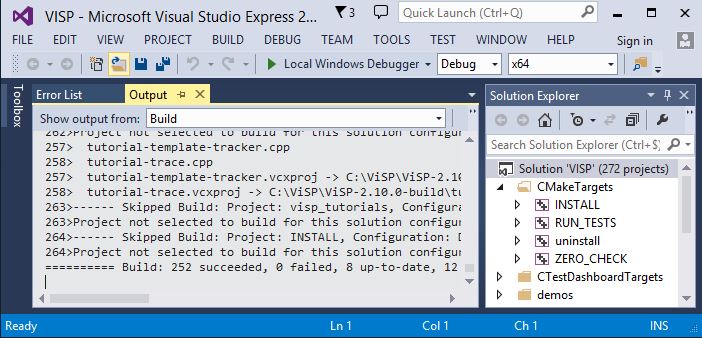 VISP - Microsoft Visual Studio Express 2... 3 Quick Launch (Ctrl+Q)
FILE EDIT VIEW PROJECT BUILD DEBUG TEAM TOOLS TEST WINDOW HELP Sign in
Local Windows Debugger Debug x64
Toolbox
Error List Output
Show output from: Build
262>Project not selected to build for this solution configur
257> tutorial-template-tracker.cpp
258> tutorial-trace.cpp
257> tutorial-template-tracker.vcxproj -> C:\ViSP\ViSP-2.10
258> tutorial-trace.vcxproj -> C:\ViSP\ViSP-2.10.0-build\tu
263>------ Skipped Build: Project: visp_tutorials, Configura
263>Project not selected to build for this solution configur
264>------ Skipped Build: Project: INSTALL, Configuration: D
264>Project not selected to build for this solution configur
========== Build: 252 succeeded, 0 failed, 8 up-to-date, 12
Solution Explorer
Search Solution Explorer (Ctrl+$)
Solution 'VISP' (272 projects)
CMakeTargets
INSTALL
RUN_TESTS
uninstall
ZERO_CHECK
CTestDashboardTargets
demos
Ready Ln 1 Col 1 Ch 1 INS